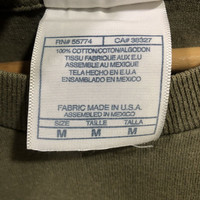 RN# 55774 CA# 36327
100% COTTON/COTON/ALGODON
TISSU FABRIQUE AUX E.U
ASSEMBLE AU MEXIQUE
TELA HECHO EN E.U.
ENSAMBLADO EN MEXICO
FABRIC MADE IN U.S.A.
ASSEMBLED IN MEXICO
SIZE TAILLE TALLA
M M M